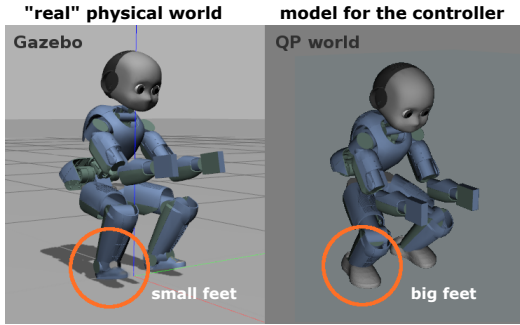 "real" physical world
model for the controller
Gazebo
QP world
small feet
big feet